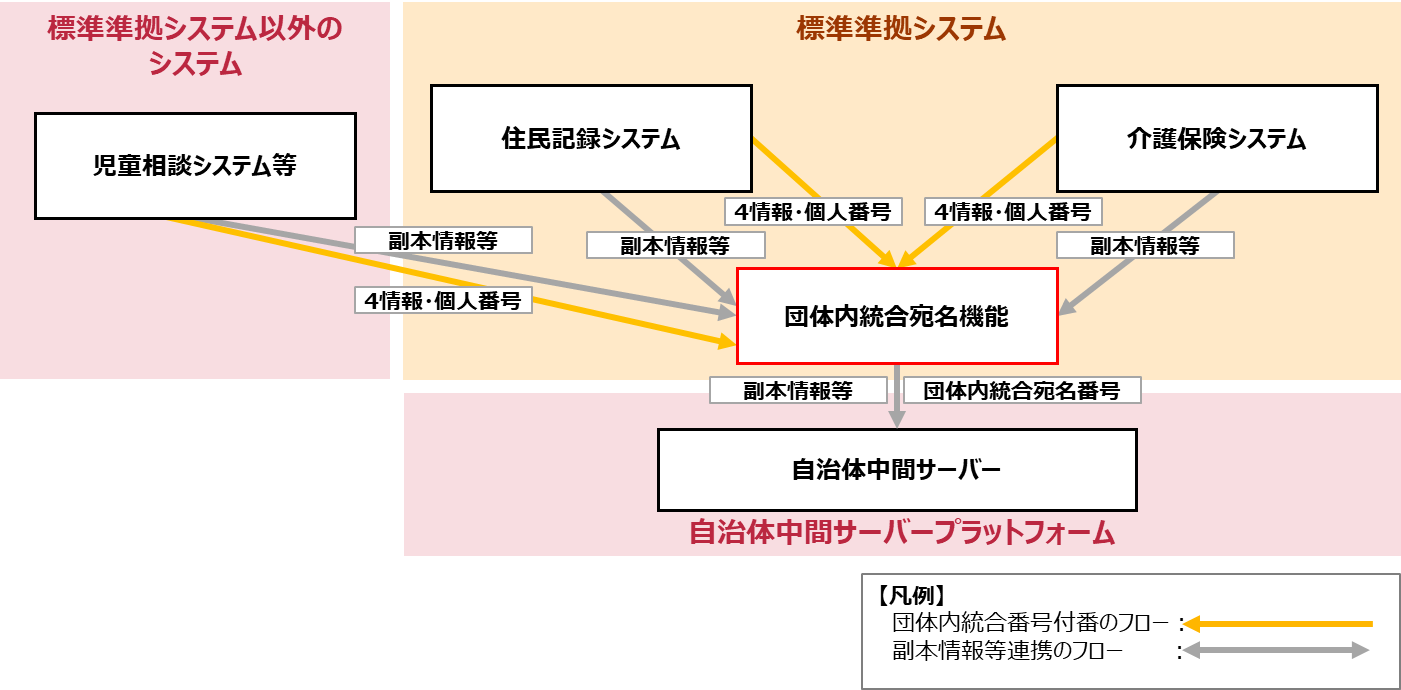 標準準拠システム以外の
システム
標準準拠システム
児童相談システム等
住民記録システム
介護保険システム
4情報・個人番号
4情報・個人番号
副本情報等
副本情報等
副本情報等
4情報・個人番号
団体内統合宛名機能
副本情報等
団体内統合宛名番号
自治体中間サーバー
自治体中間サーバープラットフォーム
【凡例】
団体内統合番号付番のフロー：
副本情報等連携のフロー　　：